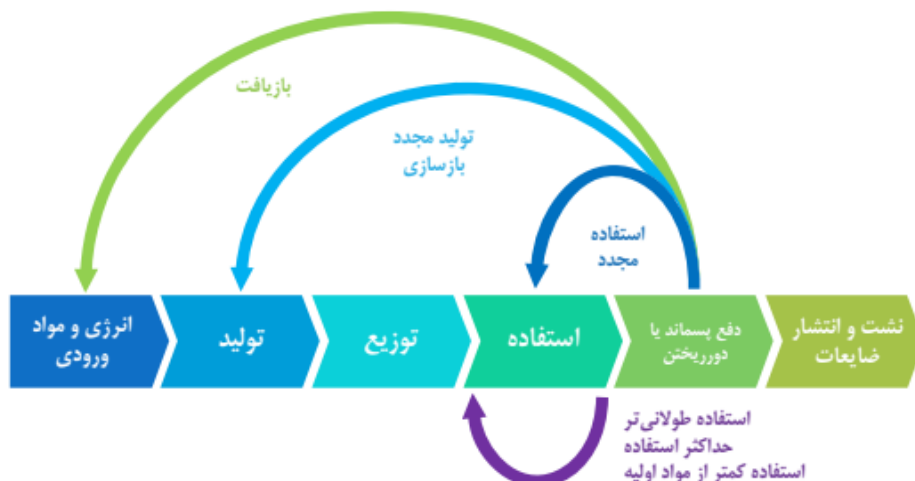 بازیافت
تولید مجدد
بازسازی
استفاده
مجدد
انرژی و مواد
ورودی
تولید
توزیع
استفاده
دفع پسماند یا
دورریختن
نشت و انتشار
ضایعات
استفاده طولانی‌تر
حداکثر استفاده
استفاده کمتر از مواد اولیه